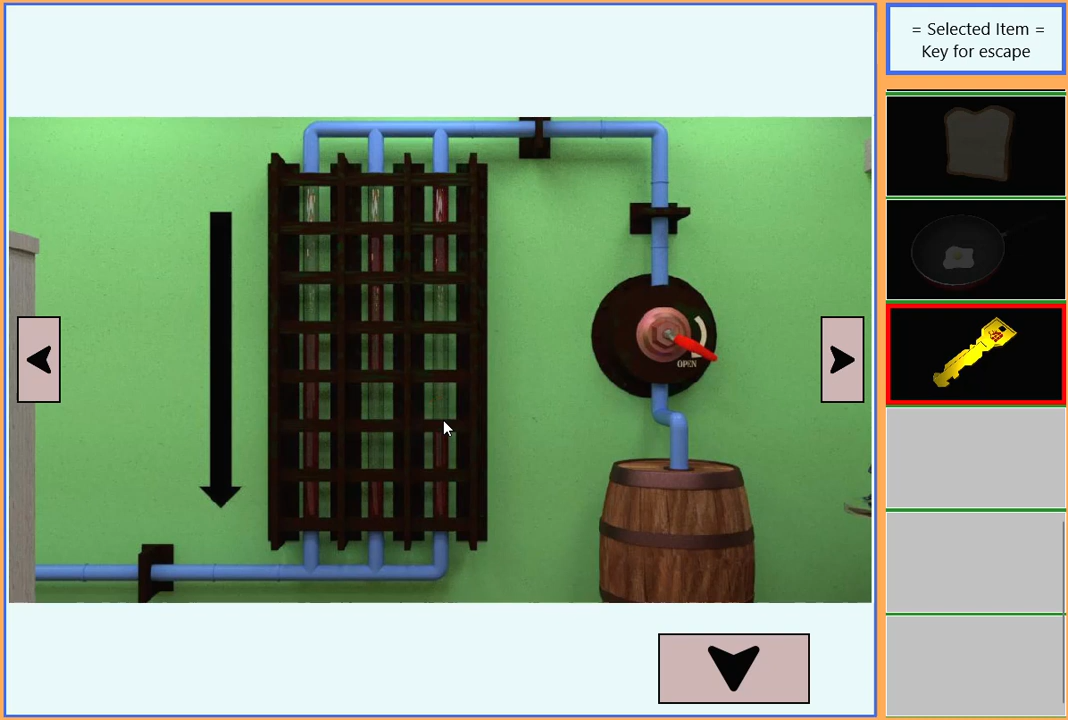 = Selected Item =
Key for escape
OPEN